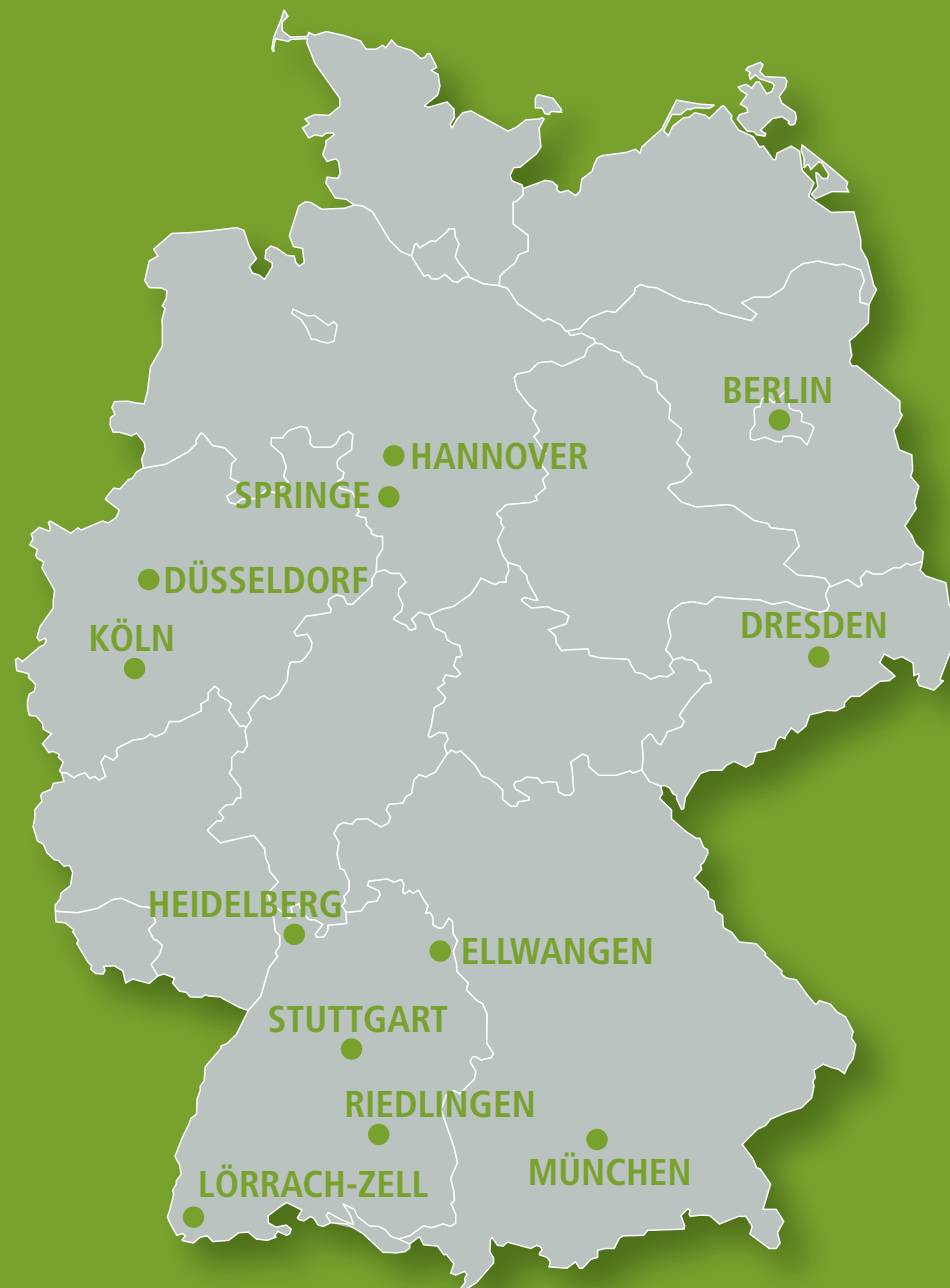 BERLIN
HANNOVER
SPRINGE
DÜSSELDORF
KÖLN
DRESDEN
HEIDELBERG
ELLWANGEN
STUTTGART
RIEDLINGEN
MÜNCHEN
LÖRRACH-ZELL